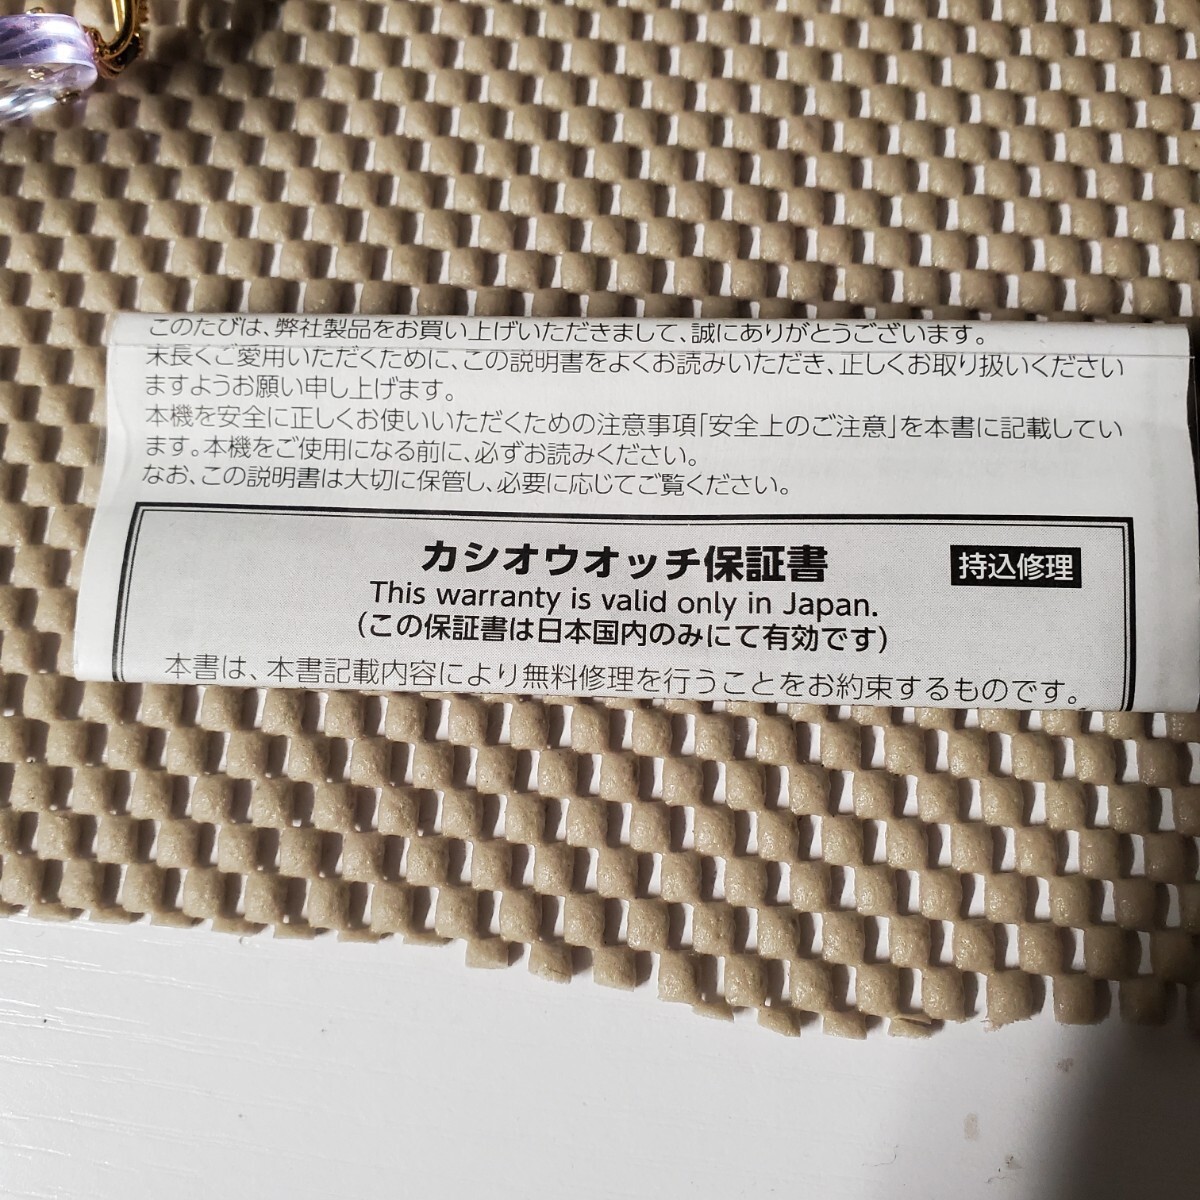 このたびは、弊社製品をお買い上げいただきまして、誠にありがとうございます。
末長くご愛用いただくために、この説明書をよくお読みいただき、正しくお取り扱いください
ますようお願い申し上げます。
本機を安全に正しくお使いいただくための注意事項｢安全上のご注意｣を本書に記載してい
ます。本機をご使用になる前に、必ずお読みください。
なお、この説明書は大切に保管し、必要に応じてご覧ください。
カシオウオッチ保証書 持込修理
This warranty is valid only in Japan.
(この保証書は日本国内のみにて有効です)
本書は、本書記載内容により無料修理を行うことをお約束するものです。